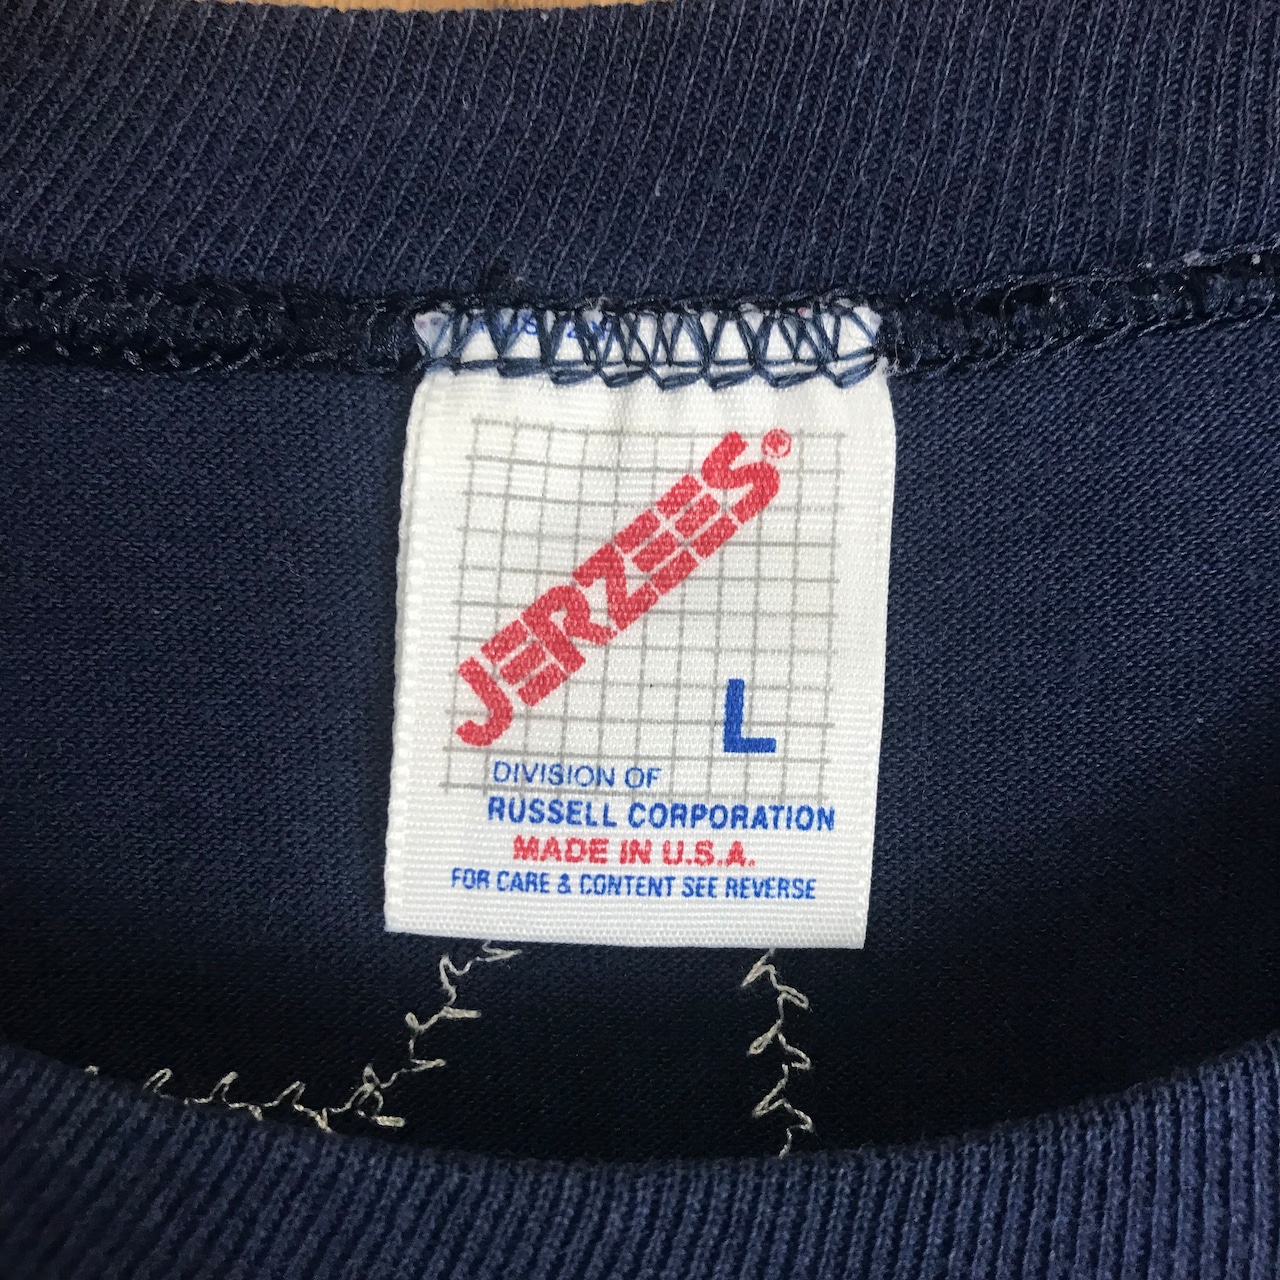 JERZEES®
L
DIVISION OF
RUSSELL CORPORATION
MADE IN U.S.A.
FOR CARE & CONTENT SEE REVERSE